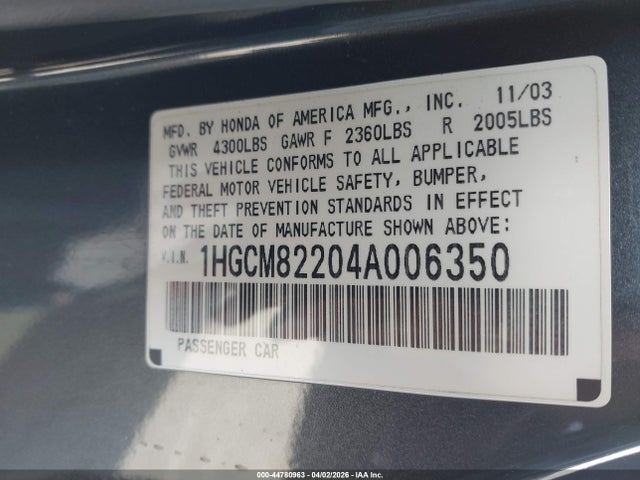 MFD. BY HONDA OF AMERICA MFG., INC. 11/03
GVWR 4300LBS GAWR F 2360LBS R 2005LBS
THIS VEHICLE CONFORMS TO ALL APPLICABLE
FEDERAL MOTOR VEHICLE SAFETY, BUMPER,
AND THEFT PREVENTION STANDARDS IN EFFECT
ON THE DATE OF MANUFACTURE SHOWN ABOVE:
V.I.N. 1HGCM82204A006350
PASSENGER CAR
000-44780963 - 04/02/2026 - IAA Inc.